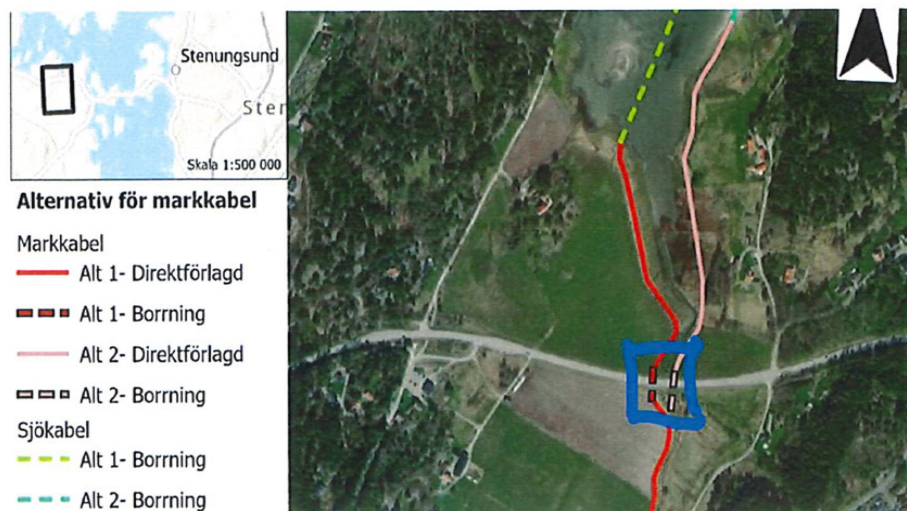 Stenungsund
Ster
Skala 1:500 000
Alternativ för markkabel
Markkabel
Alt 1- Direktförlagd
Alt 1- Borrning
Alt 2- Direktförlagd
Alt 2- Borrning
Sjökabel
Alt 1- Borrning
Alt 2- Borrning